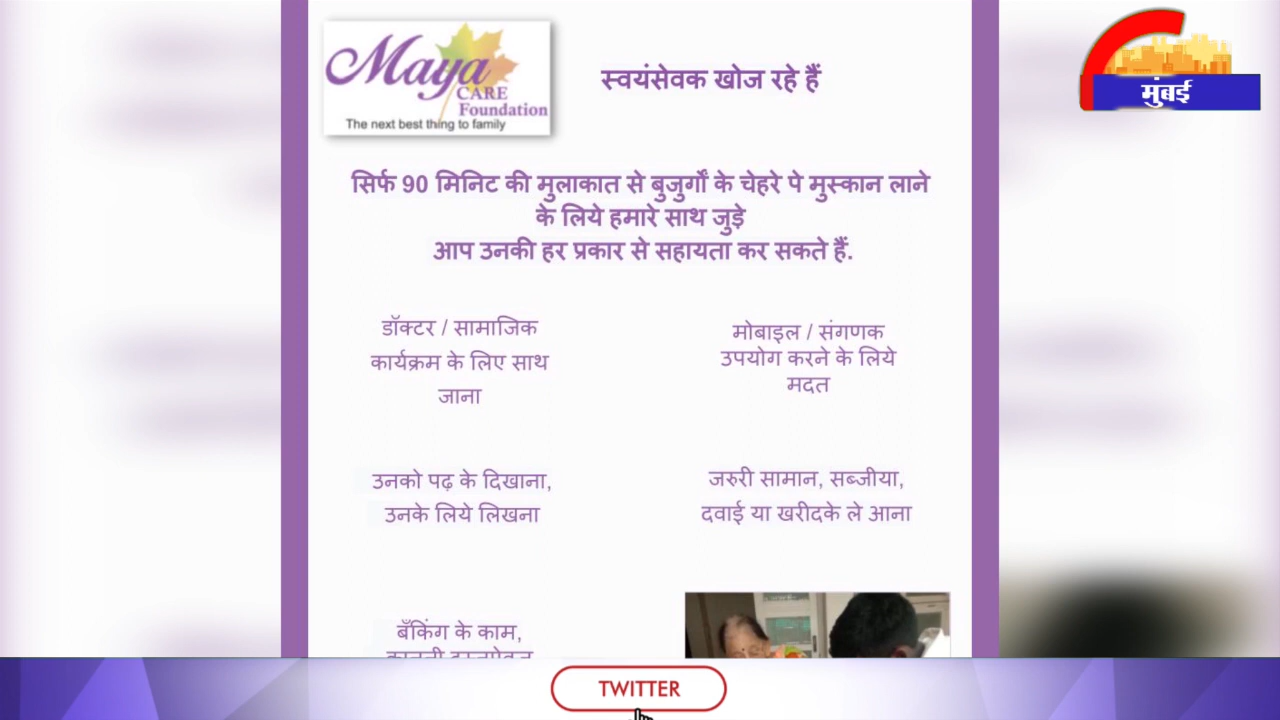 Maya
CARE
Foundation
The next best thing to family
स्वयंसेवक खोज रहे हैं
मुंबई
सिर्फ 90 मिनिट की मुलाकात से बुजुर्गों के चेहरे पे मुस्कान लाने
के लिये हमारे साथ जुड़े
आप उनकी हर प्रकार से सहायता कर सकते हैं.
डॉक्टर / सामाजिक
कार्यक्रम के लिए साथ
जाना
मोबाइल / संगणक
उपयोग करने के लिये
मदत
उनको पढ़ के दिखाना,
उनके लिये लिखना
जरुरी सामान, सब्जीया,
दवाई या खरीदके ले आना
बँकिंग के काम,
TWITTER